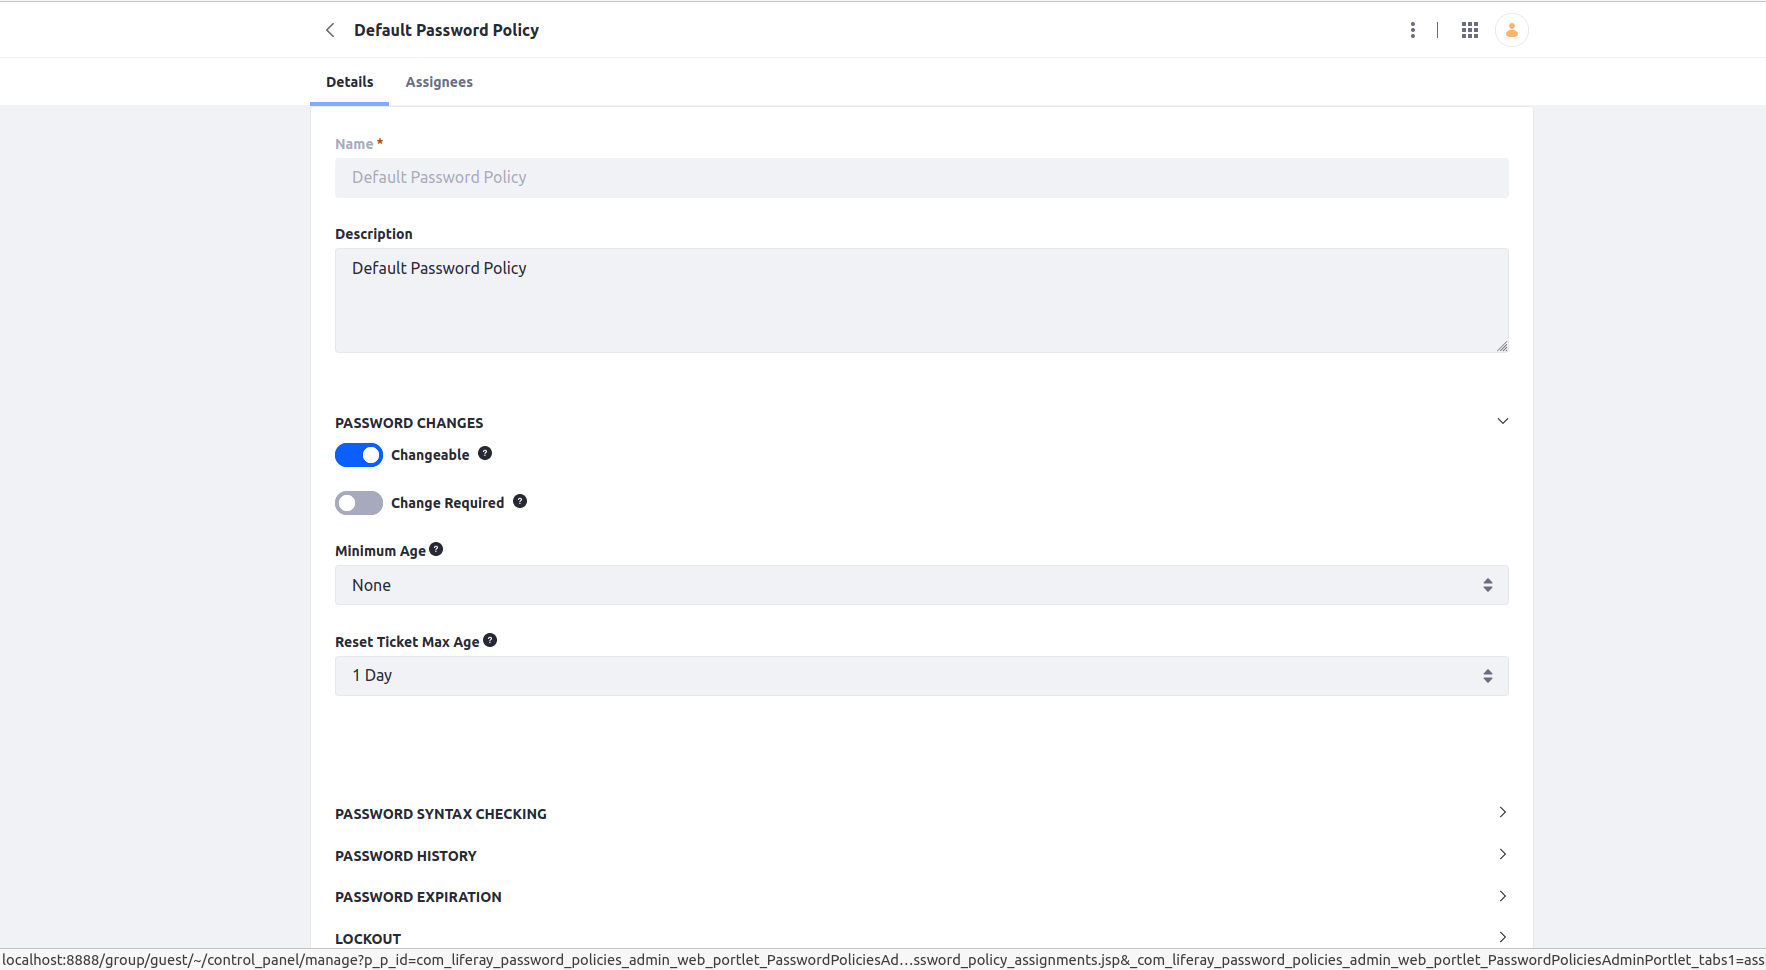 Default Password Policy
Details Assignees
Name *
Default Password Policy
Description
Default Password Policy
PASSWORD CHANGES
Changeable ?
Change Required ?
Minimum Age ?
None
Reset Ticket Max Age ?
1 Day
PASSWORD SYNTAX CHECKING
PASSWORD HISTORY
PASSWORD EXPIRATION
LOCKOUT
localhost:8888/group/guest/~/control_panel/manage?p_p_id=com_liferay_password_policies_admin_web_portlet_PasswordPoliciesAd...ssword_policy_assignments.jsp&_com_liferay_password_policies_admin_web_portlet_PasswordPoliciesAdminPortlet_tabs1=ass